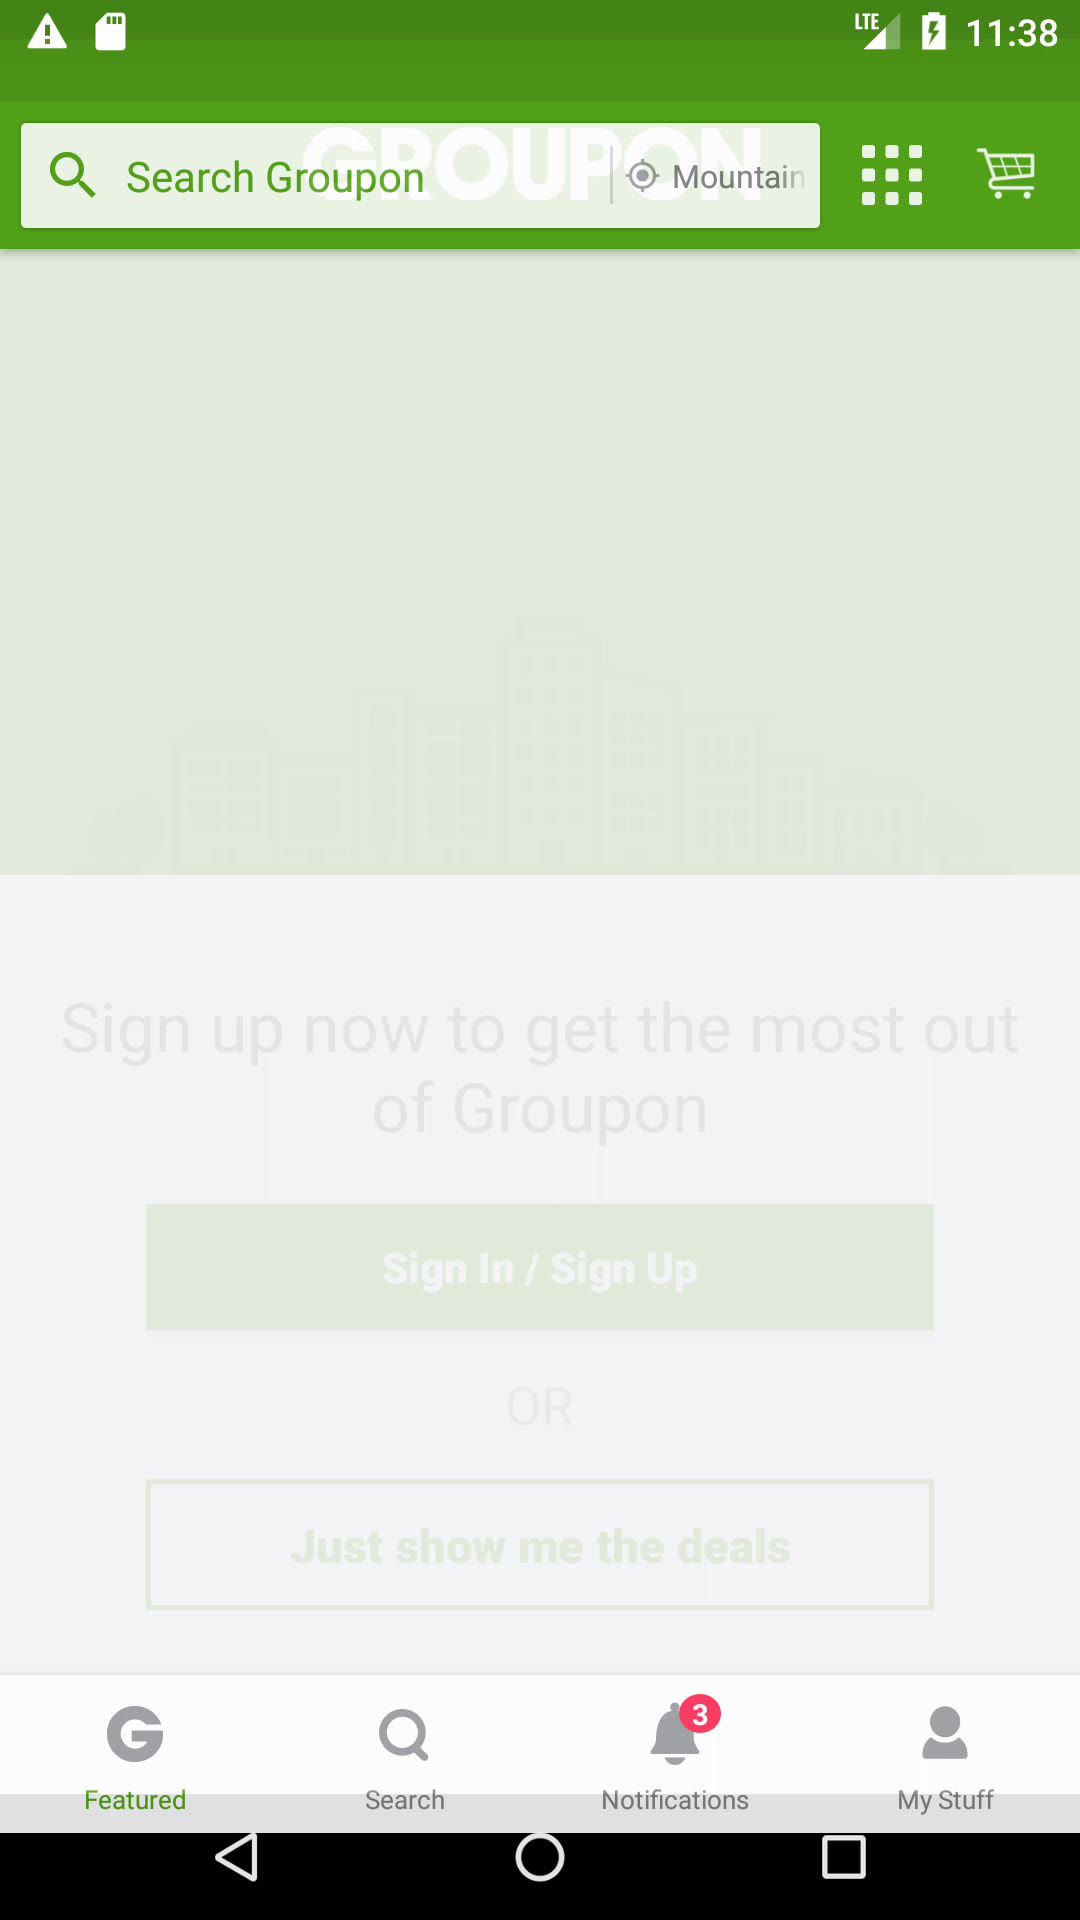 LTE 11:38
GROUPON
Search Groupon Mountain
Sign up now to get the most out
of Groupon
Sign In / Sign Up
OR
Just show me the deals
3
Featured Search Notifications My Stuff